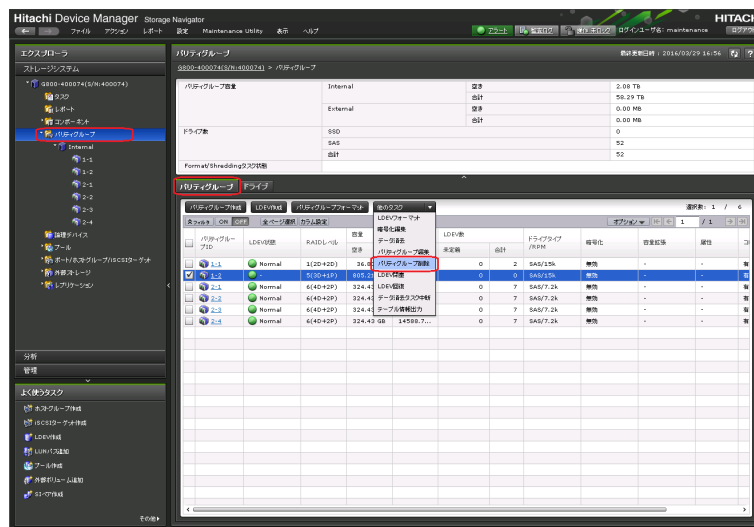 Hitachi Device Manager Storage Navigator
HITACHI
ファイル アクション レポート 設定 Maintenance Utility 表示 ヘルプ
アラート 監査ログ ログインユーザ名: maintenance
エクスプローラ
ストレージシステム
G800-400074(S/N:400074)
タスク
レポート
コンポーネント
パリティグループ
Internal
1-1
1-2
2-1
2-2
2-3
2-4
論理デバイス
プール
ポート/ホストグループ/iSCSIターゲット
外部ストレージ
レプリケーション
分析
管理
よく使うタスク
ホストグループ作成
iSCSIターゲット作成
LDEV作成
LUNパス追加
プール作成
外部ボリューム追加
SIペア作成
その他
パリティグループ
最終更新日時 : 2016/03/29 16:56
G800-400074(S/N:400074) > パリティグループ
パリティグループ容量 Internal 空き 2.08 TB
合計 58.29 TB
External 空き 0.00 MB
合計 0.00 MB
ドライブ数 SSD 0
SAS 52
合計 52
Format/Shreddingタスク状態
パリティグループ ドライブ
パリティグループ作成 LDEV作成 パリティグループフォーマット 他のタスク
選択数: 1 / 6
フィルタ ON OFF 全ページ選択 カラム設定 オプション 1 / 1
パリティグループID LDEV状態 RAIDレベル 容量 空き LDEV数 未定義 合計 ドライブタイプ/RPM 暗号化 容量拡張 属性
1-1 Normal 1(2D+2D) 0 2 SAS/15k 無効 - -
1-2 - 5(3D+1P) 0 0 SAS/15k 無効 - -
2-1 Normal 6(4D+2P) 0 7 SAS/7.2k 無効 - -
2-2 Normal 6(4D+2P) 0 7 SAS/7.2k 無効 - -
2-3 Normal 6(4D+2P) 0 7 SAS/7.2k 無効 - -
2-4 Normal 6(4D+2P) 324.43 GB 14588.7... 0 7 SAS/7.2k 無効 - -
LDEVフォーマット
暗号化編集
データ消去
パリティグループ編集
パリティグループ削除
LDEV閉塞
LDEV回復
データ消去タスク中断
テーブル情報出力